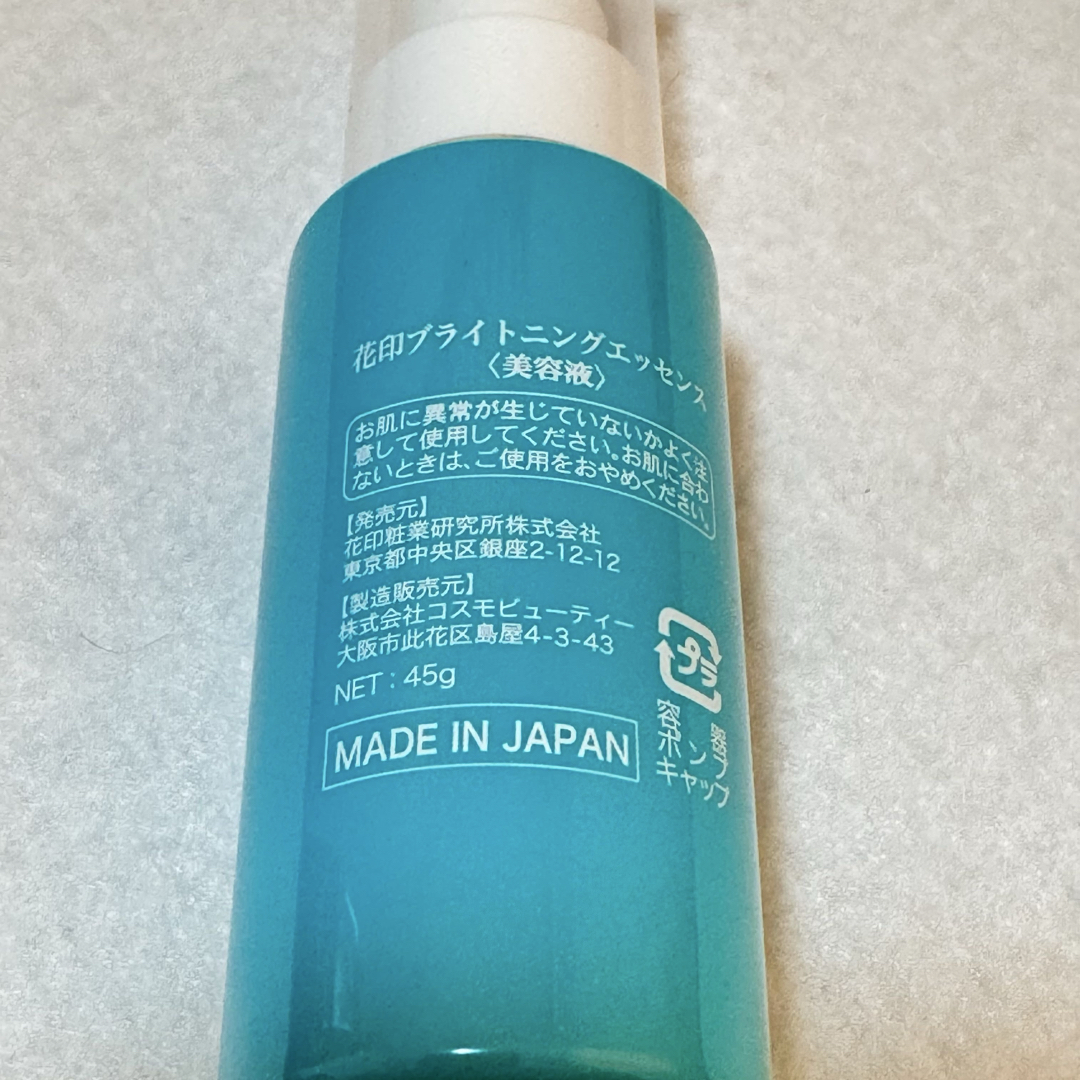 花印ブライトニングエッセンス
〈美容液〉
お肌に異常が生じていないかよく注
意して使用してください。お肌に合わ
ないときは、ご使用をおやめください。
【発売元】
花印粧業研究所株式会社
東京都中央区銀座2-12-12
【製造販売元】
株式会社コスモビューティー
大阪市此花区島屋4-3-43
NET : 45g
MADE IN JAPAN
プラ
容器
ポンプ
キャップ